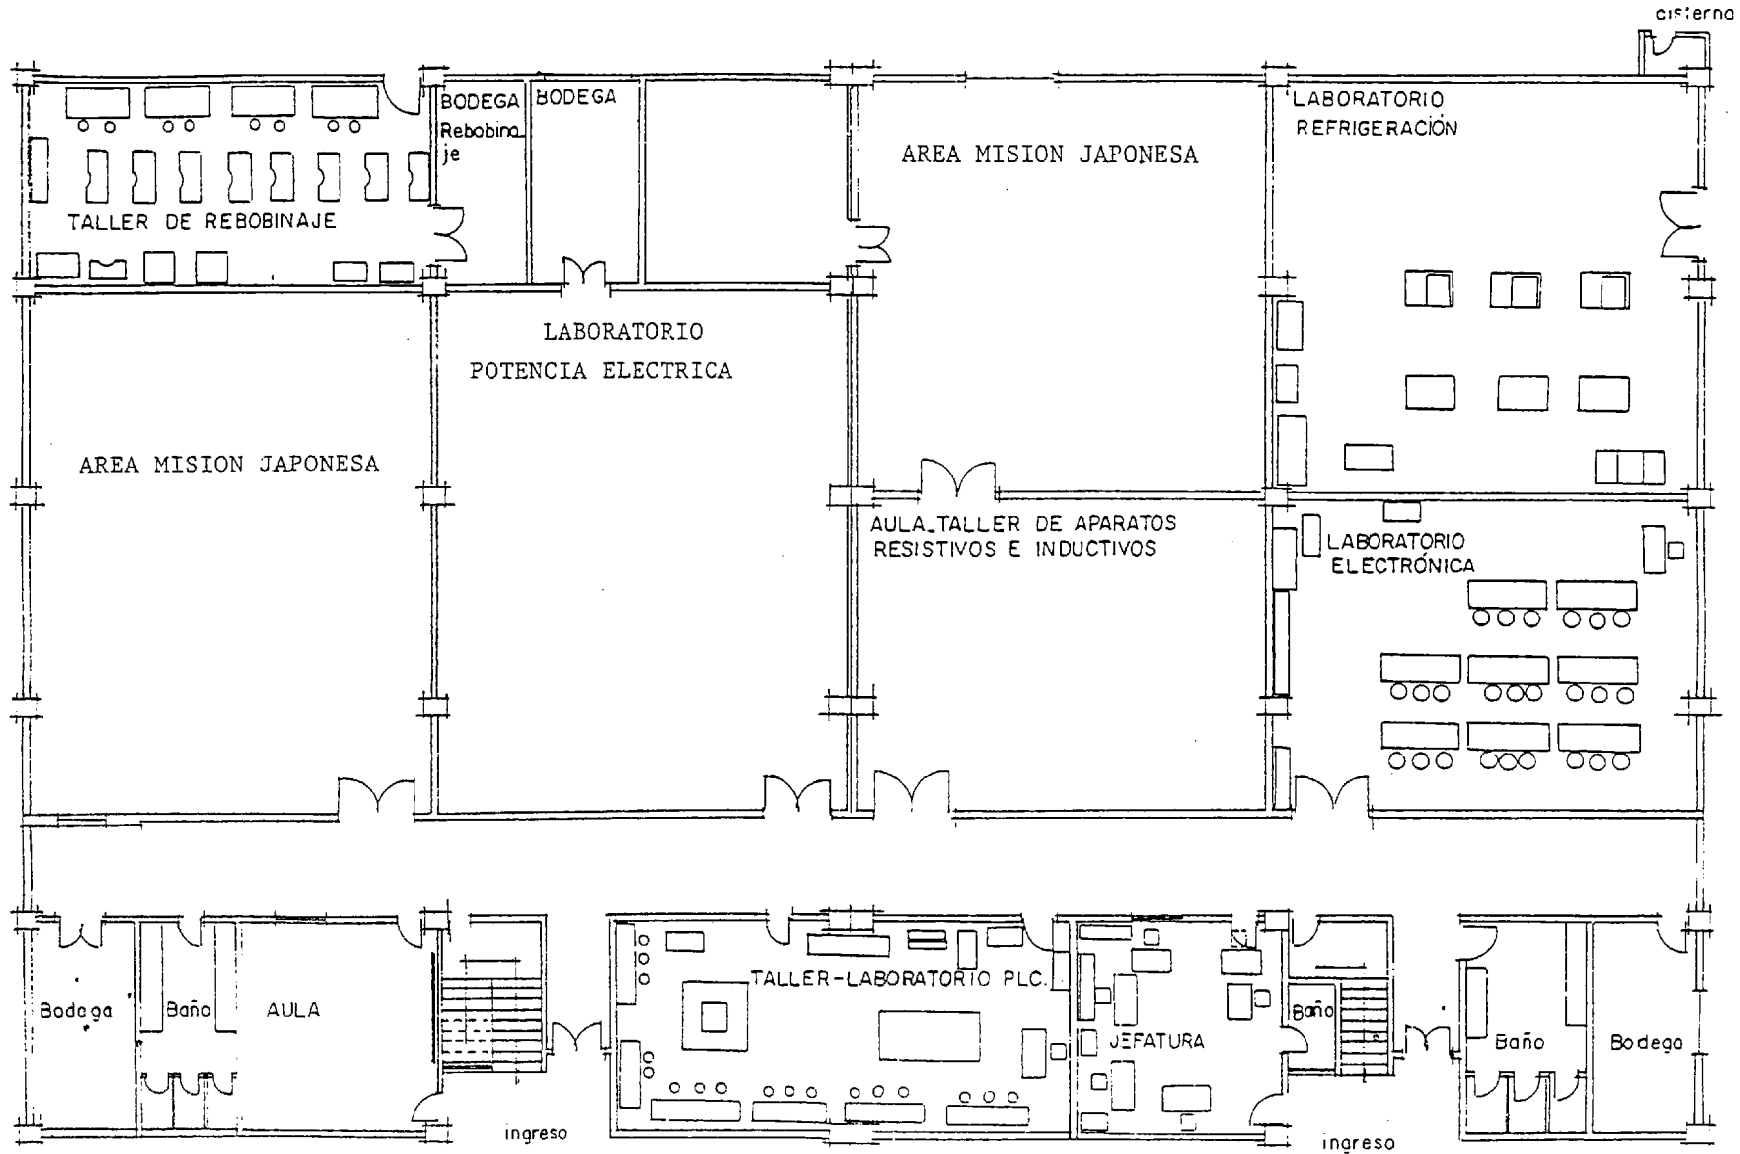 cisterna
BODEGA
Rebobina_
je
BODEGA
LABORATORIO
REFRIGERACIÓN
AREA MISION JAPONESA
TALLER DE REBOBINAJE
LABORATORIO
POTENCIA ELECTRICA
AREA MISION JAPONESA
AULA_TALLER DE APARATOS
RESISTIVOS E INDUCTIVOS
LABORATORIO
ELECTRÓNICA
Bodega
Baño
AULA
TALLER-LABORATORIO PLC.
JEFATURA
Baño
Baño
Bodega
ingreso
ingreso